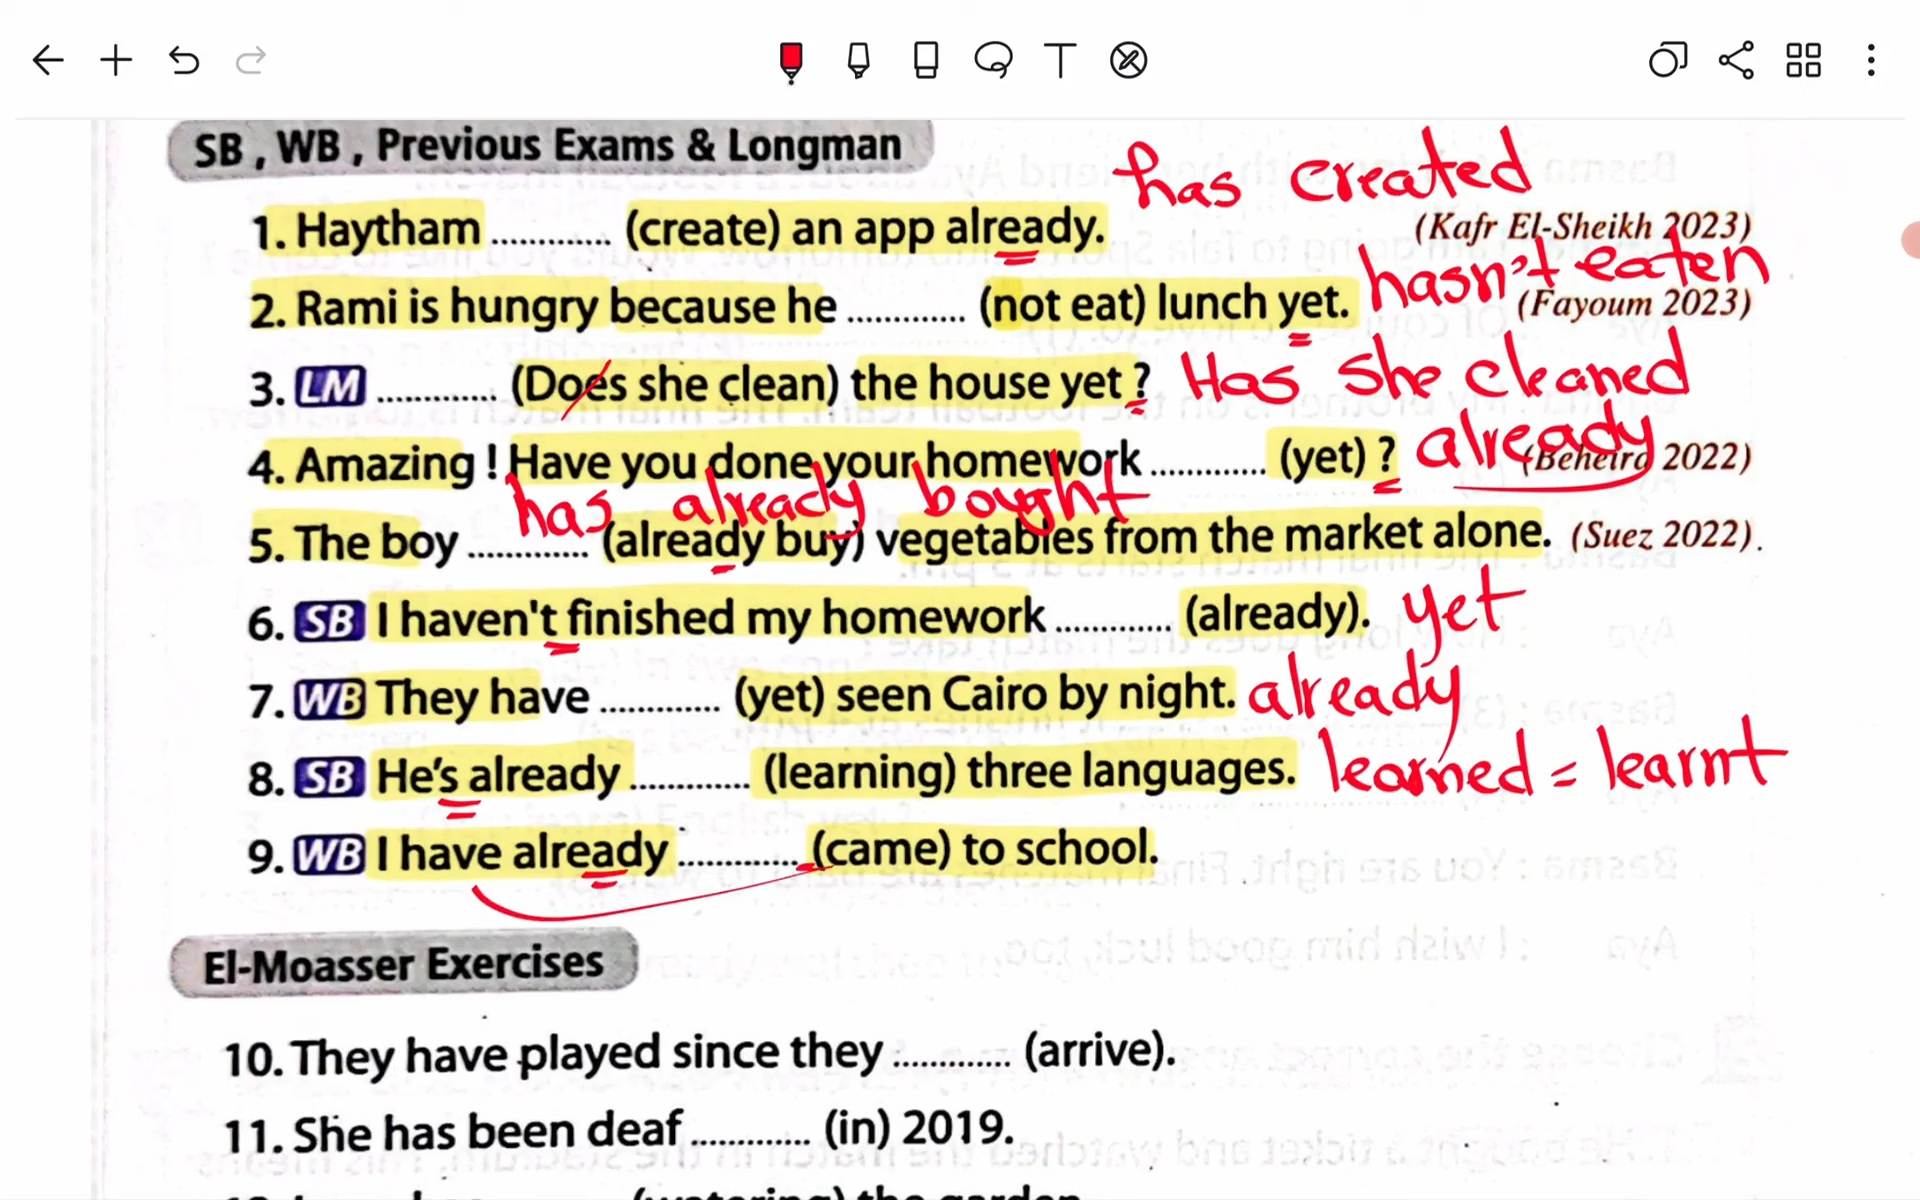 SB , WB , Previous Exams & Longman
has created
1. Haytham ............. (create) an app already. (Kafr El-Sheikh 2023)
hasn't eaten
2. Rami is hungry because he ............. (not eat) lunch yet. (Fayoum 2023)
3. LM ............. (Does she clean) the house yet ? Has she cleaned
4. Amazing ! Have you done your homework ............. (yet) ? already (Beheira 2022)
has already bought
5. The boy ............. (already buy) vegetables from the market alone. (Suez 2022).
6. SB I haven't finished my homework ............. (already). yet
7. WB They have ............. (yet) seen Cairo by night. already
8. SB He's already ............. (learning) three languages. learned = learnt
9. WB I have already ............. (came) to school.
El-Moasser Exercises
10. They have played since they ............. (arrive).
11. She has been deaf ............. (in) 2019.
(watering) the garden